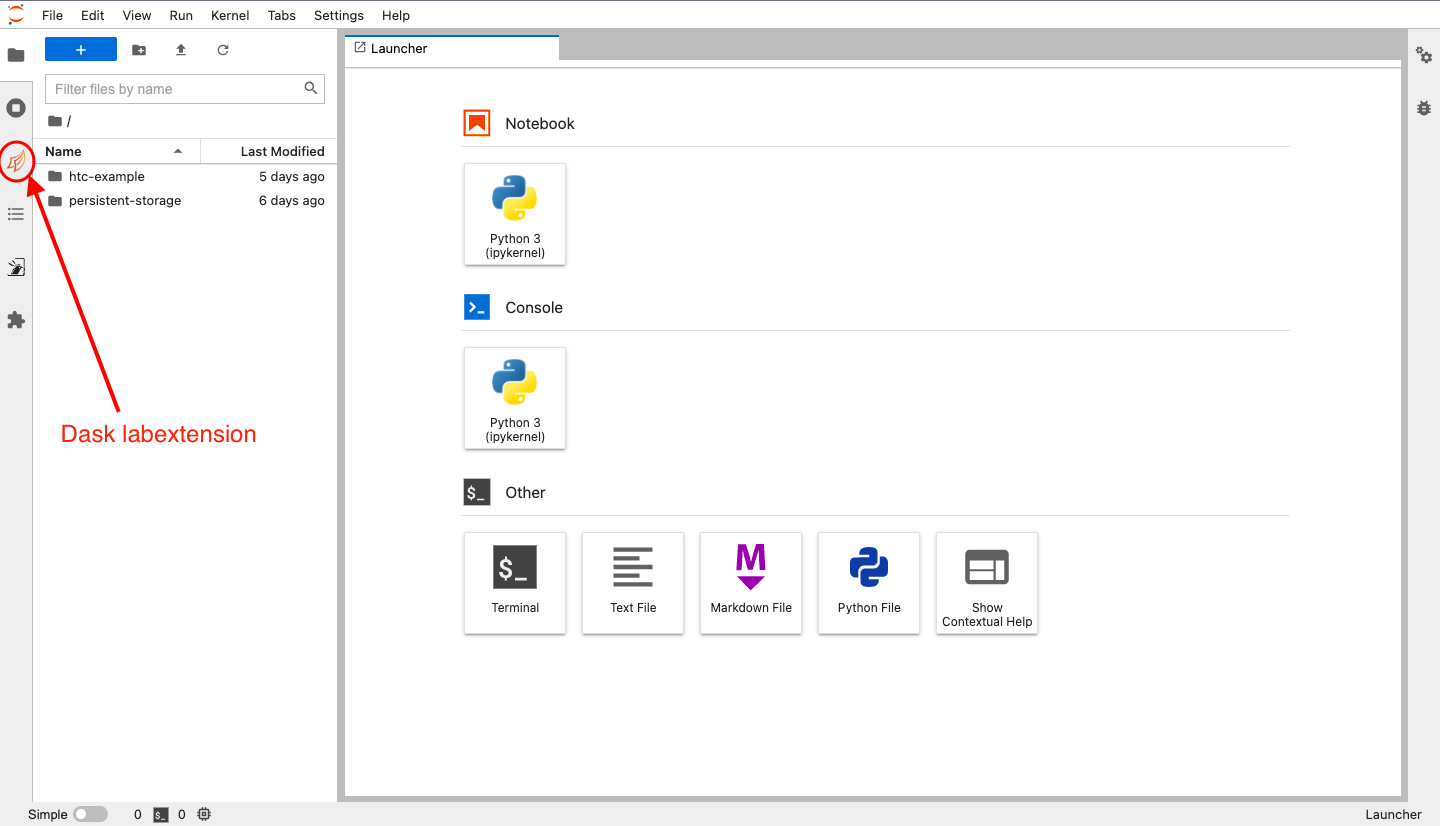 File Edit View Run Kernel Tabs Settings Help
+
Launcher
Filter files by name
/
Name Last Modified
htc-example 5 days ago
persistent-storage 6 days ago
Dask labextension
Notebook
Python 3
(ipykernel)
Console
Python 3
(ipykernel)
$_ Other
$_
M
Terminal
Text File
Markdown File
Python File
Show
Contextual Help
Simple 0 $_ 0 Launcher